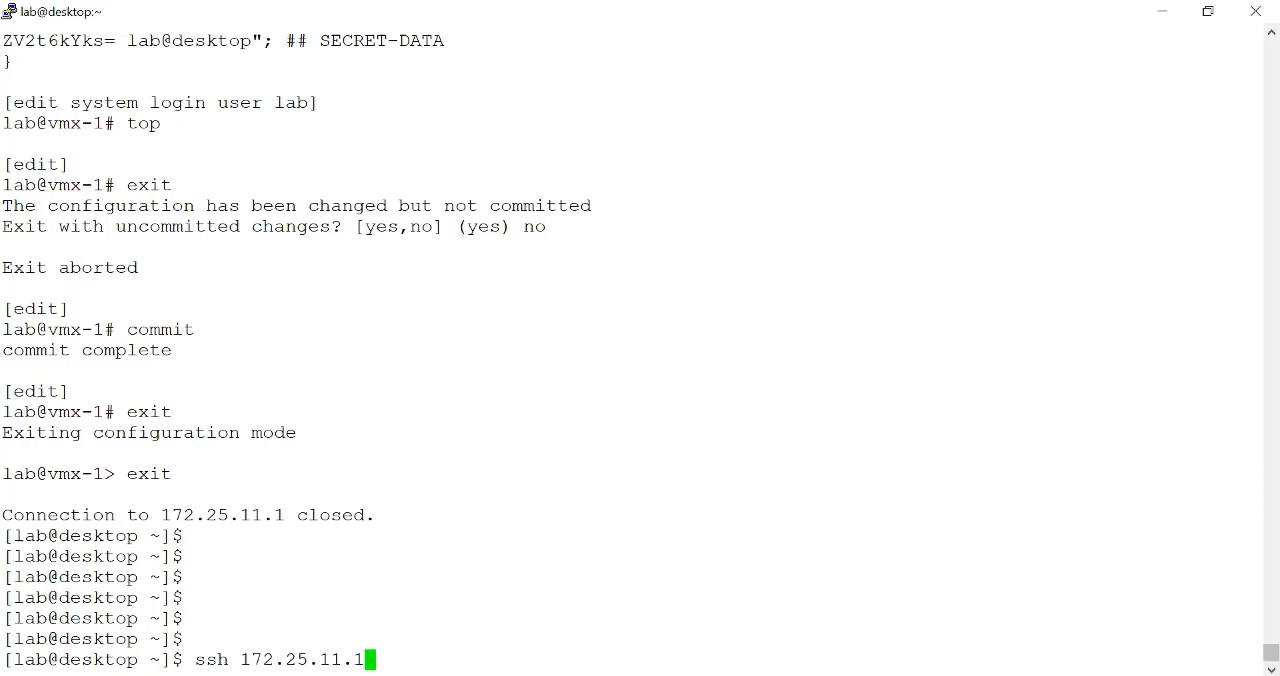 lab@desktop:~
ZV2t6kYks= lab@desktop"; ## SECRET-DATA
}
[edit system login user lab]
lab@vmx-1# top
[edit]
lab@vmx-1# exit
The configuration has been changed but not committed
Exit with uncommitted changes? [yes,no] (yes) no
Exit aborted
[edit]
lab@vmx-1# commit
commit complete
[edit]
lab@vmx-1# exit
Exiting configuration mode
lab@vmx-1> exit
Connection to 172.25.11.1 closed.
[lab@desktop ~]$
[lab@desktop ~]$
[lab@desktop ~]$
[lab@desktop ~]$
[lab@desktop ~]$
[lab@desktop ~]$
[lab@desktop ~]$ ssh 172.25.11.1